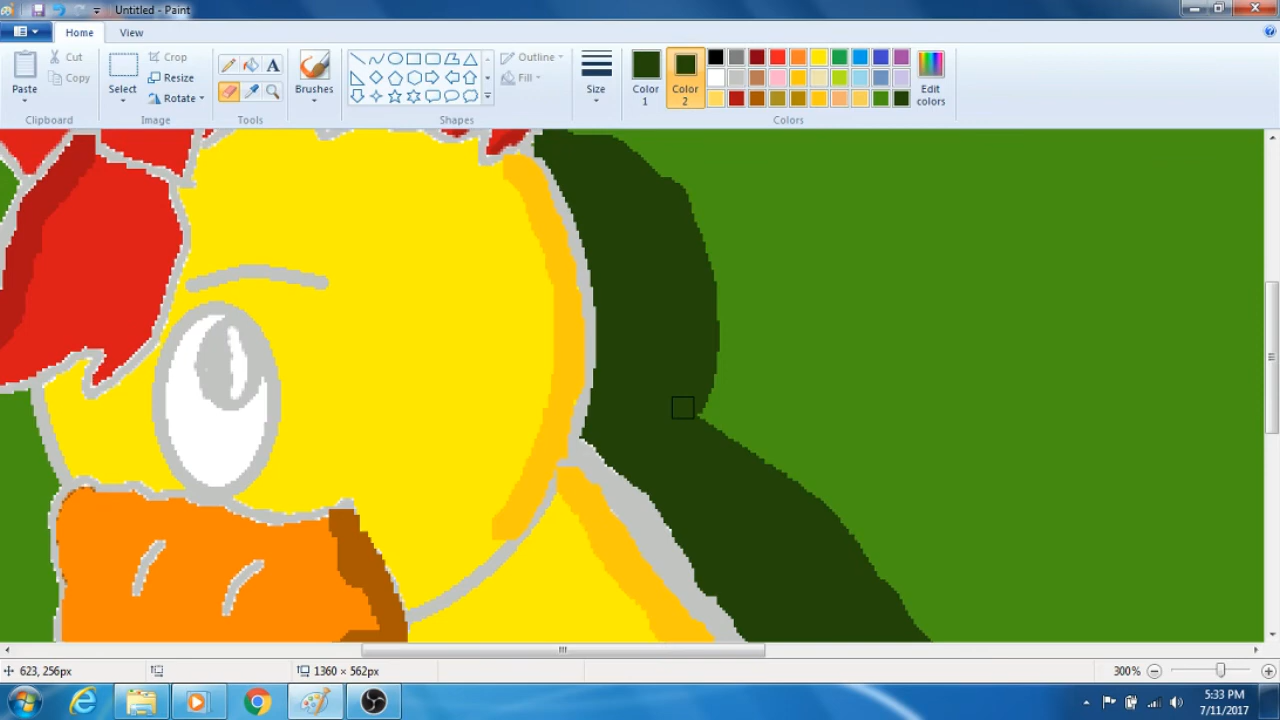 Untitled - Paint
Home View
Paste
Cut
Copy
Clipboard
Select
Crop
Resize
Rotate
Image
A
Tools
Brushes
Outline
Fill
Shapes
Size
Color
1
Color
2
Edit
colors
Colors
623, 256px
1360 × 562px
300%
5:33 PM
7/11/2017